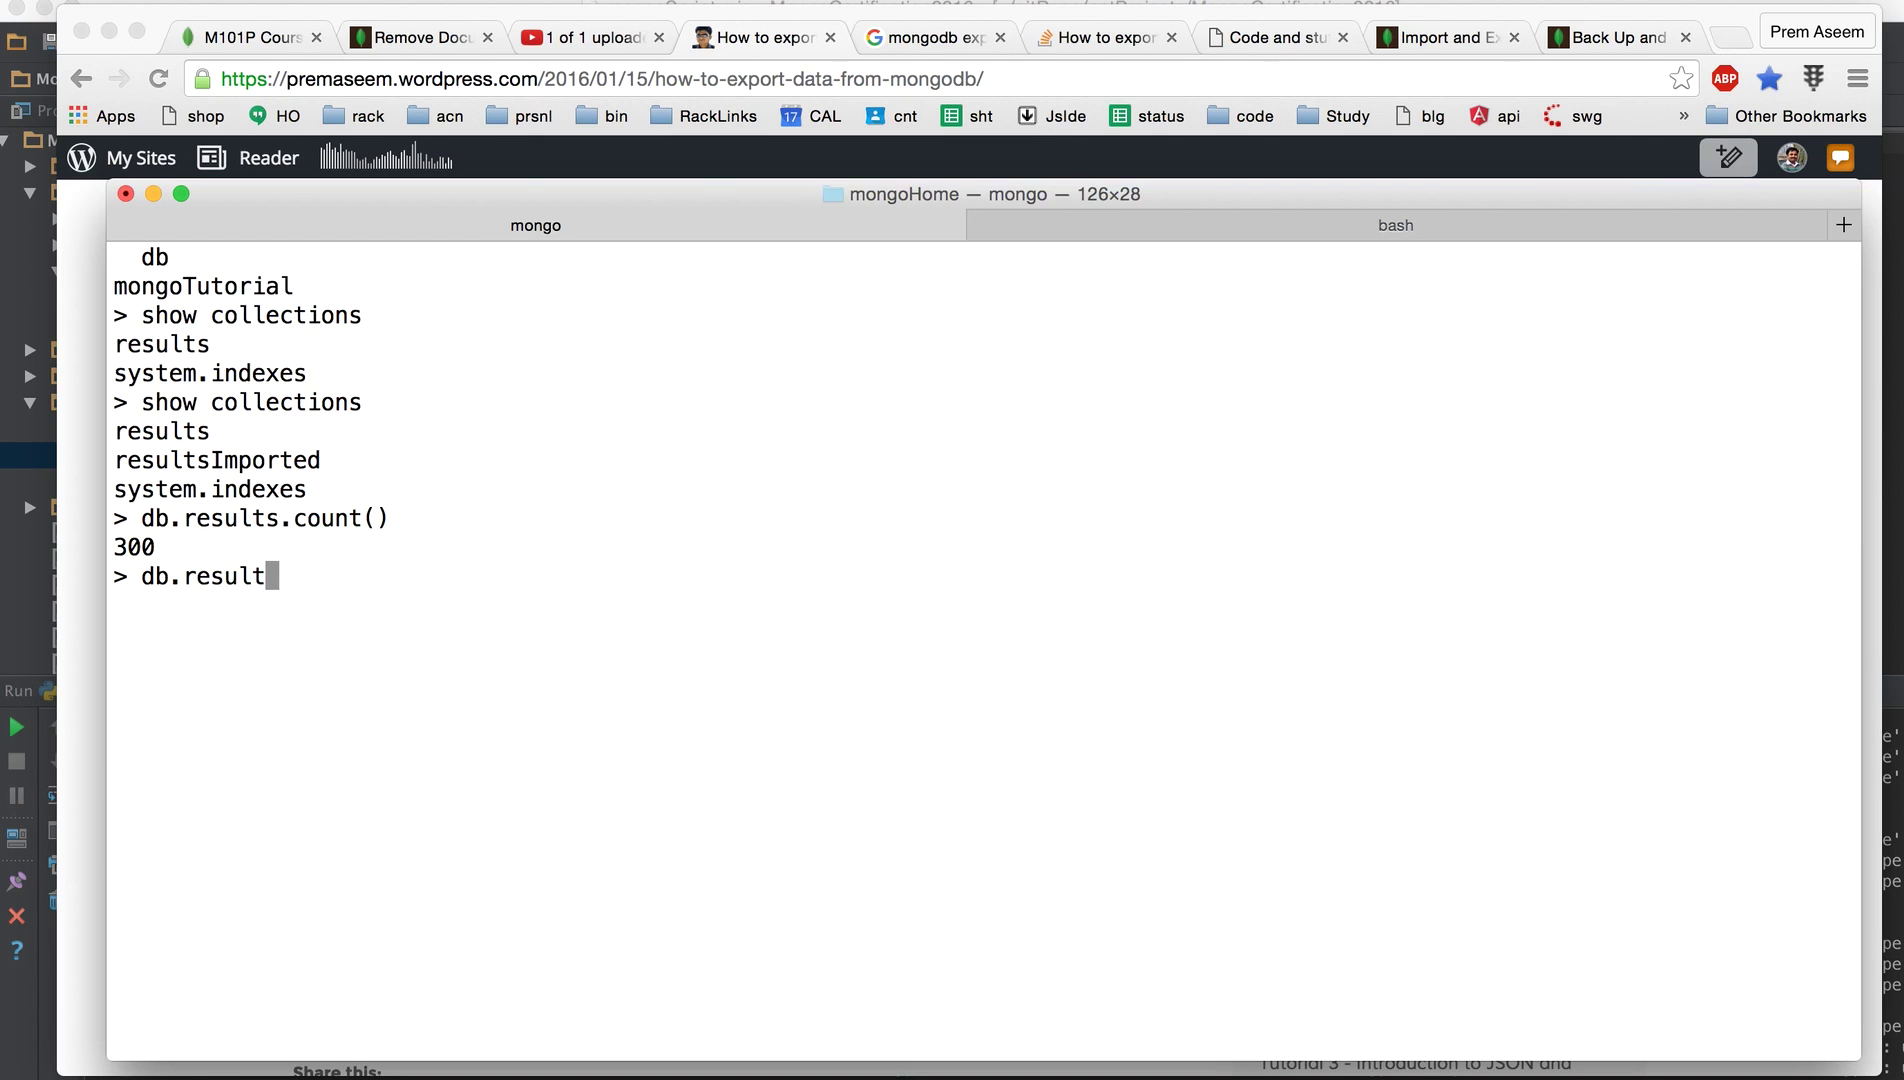 M101P Cours
Remove Docu
1 of 1 upload
How to expor
mongodb exp
How to expor
Code and stu
Import and Ex
Back Up and
Prem Aseem
https://premaseem.wordpress.com/2016/01/15/how-to-export-data-from-mongodb/
ABP
Apps
shop
HO
rack
acn
prsnl
bin
RackLinks
17 CAL
cnt
sht
JsIde
status
code
Study
blg
api
swg
»
Other Bookmarks
My Sites
Reader
mongoHome — mongo — 126×28
mongo
bash
db
mongoTutorial
> show collections
results
system.indexes
> show collections
results
resultsImported
system.indexes
> db.results.count()
300
> db.result
Run
Share this:
Tutorial 3 - Introduction to JSON and